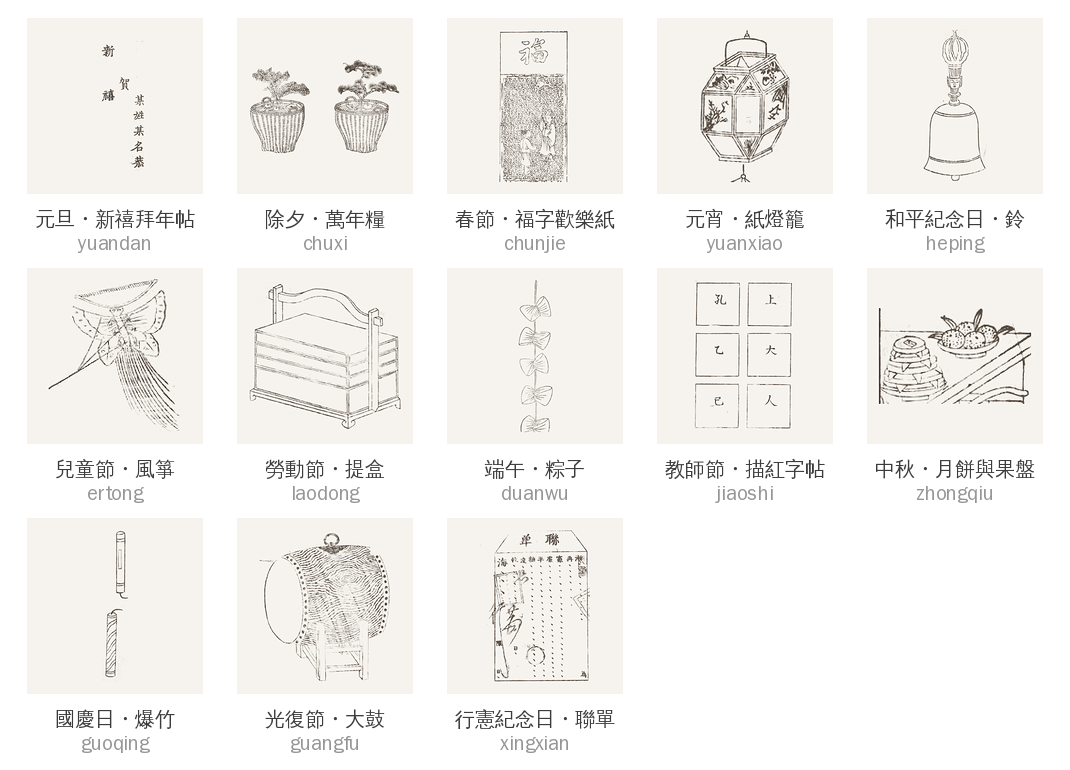 新
禧
賀
某姓某名恭
福
元旦・新禧拜年帖
yuandan
除夕・萬年糧
chuxi
春節・福字歡樂紙
chunjie
元宵・紙燈籠
yuanxiao
和平紀念日・鈴
heping
孔 上
乙 大
已 人
兒童節・風箏
ertong
勞動節・提盒
laodong
端午・粽子
duanwu
教師節・描紅字帖
jiaoshi
中秋・月餅與果盤
zhongqiu
单 聯
海
國慶日・爆竹
guoqing
光復節・大鼓
guangfu
行憲紀念日・聯單
xingxian